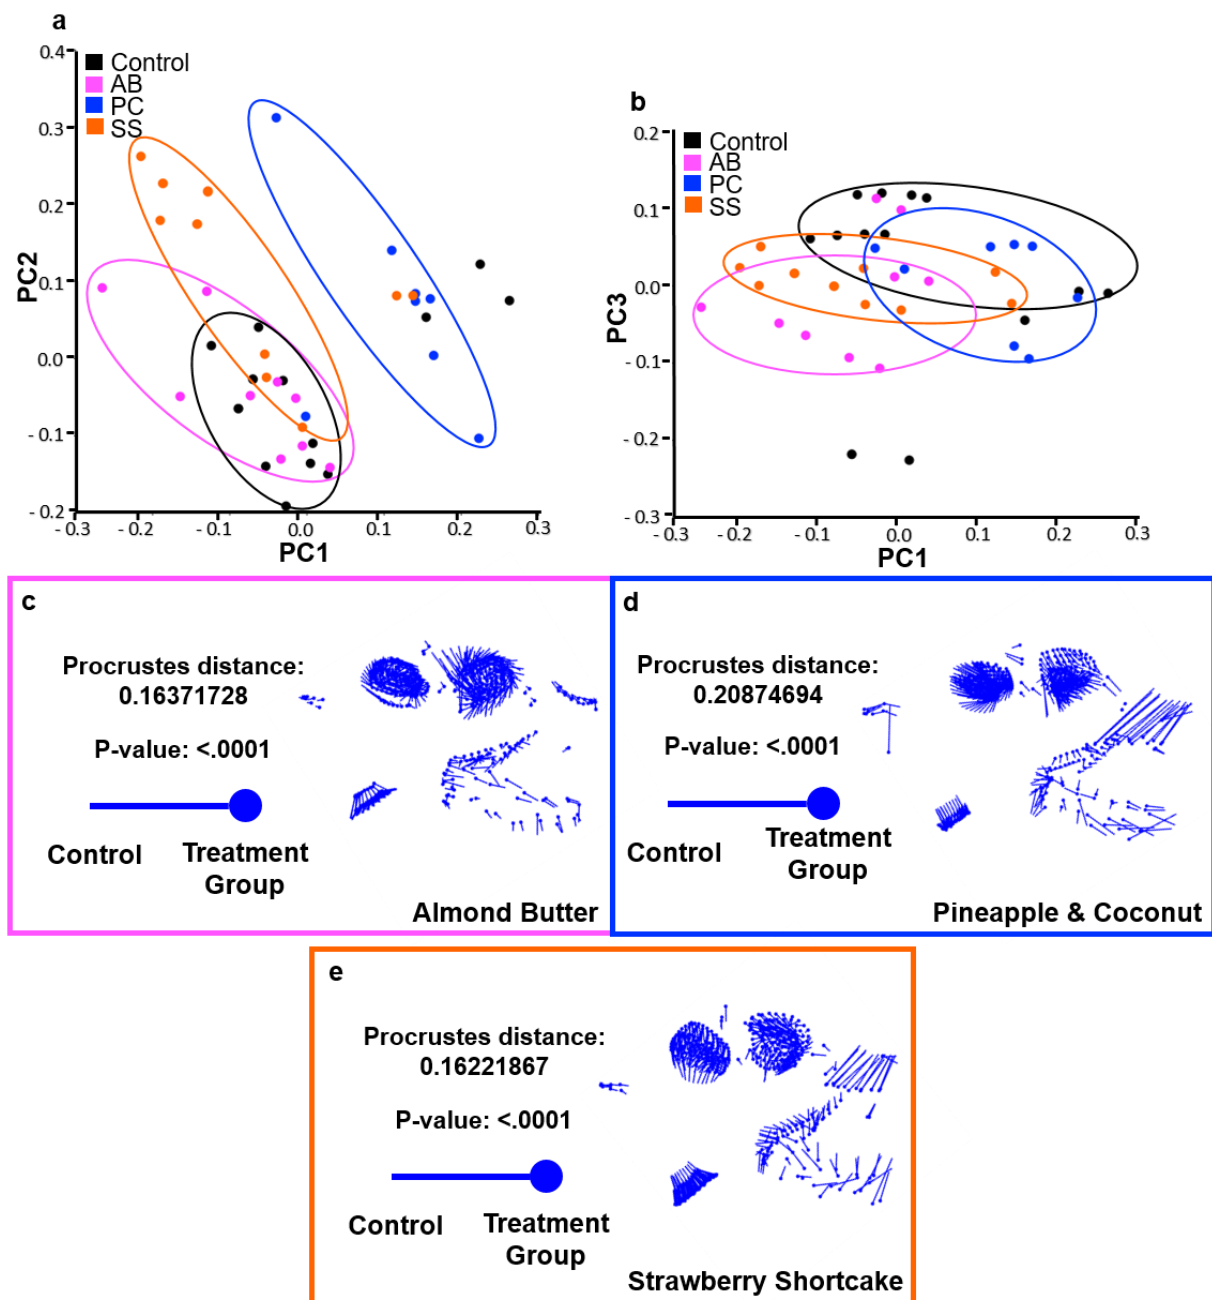 a
0.4
0.3
0.2
0.1
0.0
- 0.1
- 0.2
- 0.3
- 0.2
- 0.1
0.0
0.1
0.2
0.3
PC2
PC1
Control
AB
PC
SS
b
0.2
0.1
0.0
- 0.1
- 0.2
- 0.3
- 0.3
- 0.2
- 0.1
0.0
0.1
0.2
0.3
PC3
PC1
Control
AB
PC
SS
c
Procrustes distance:
0.16371728
P-value: <.0001
Control
Treatment
Group
Almond Butter
d
Procrustes distance:
0.20874694
P-value: <.0001
Control
Treatment
Group
Pineapple & Coconut
e
Procrustes distance:
0.16221867
P-value: <.0001
Control
Treatment
Group
Strawberry Shortcake